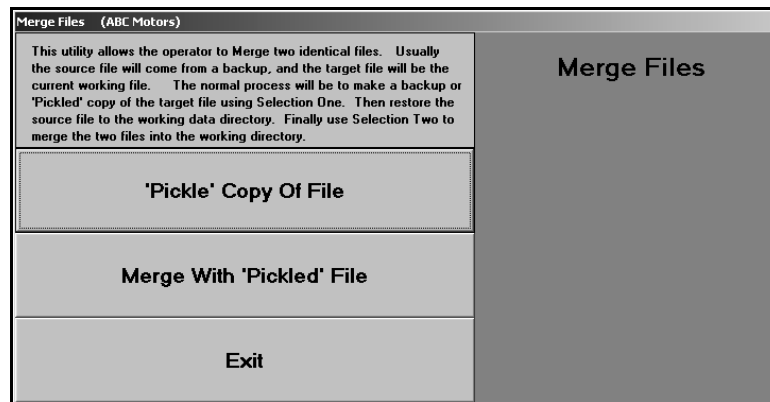 Merge Files (ABC Motors)
This utility allows the operator to Merge two identical files. Usually
the source file will come from a backup, and the target file will be the
current working file. The normal process will be to make a backup or
'Pickled' copy of the target file using Selection One. Then restore the
source file to the working data directory. Finally use Selection Two to
merge the two files into the working directory.
Merge Files
'Pickle' Copy Of File
Merge With 'Pickled' File
Exit